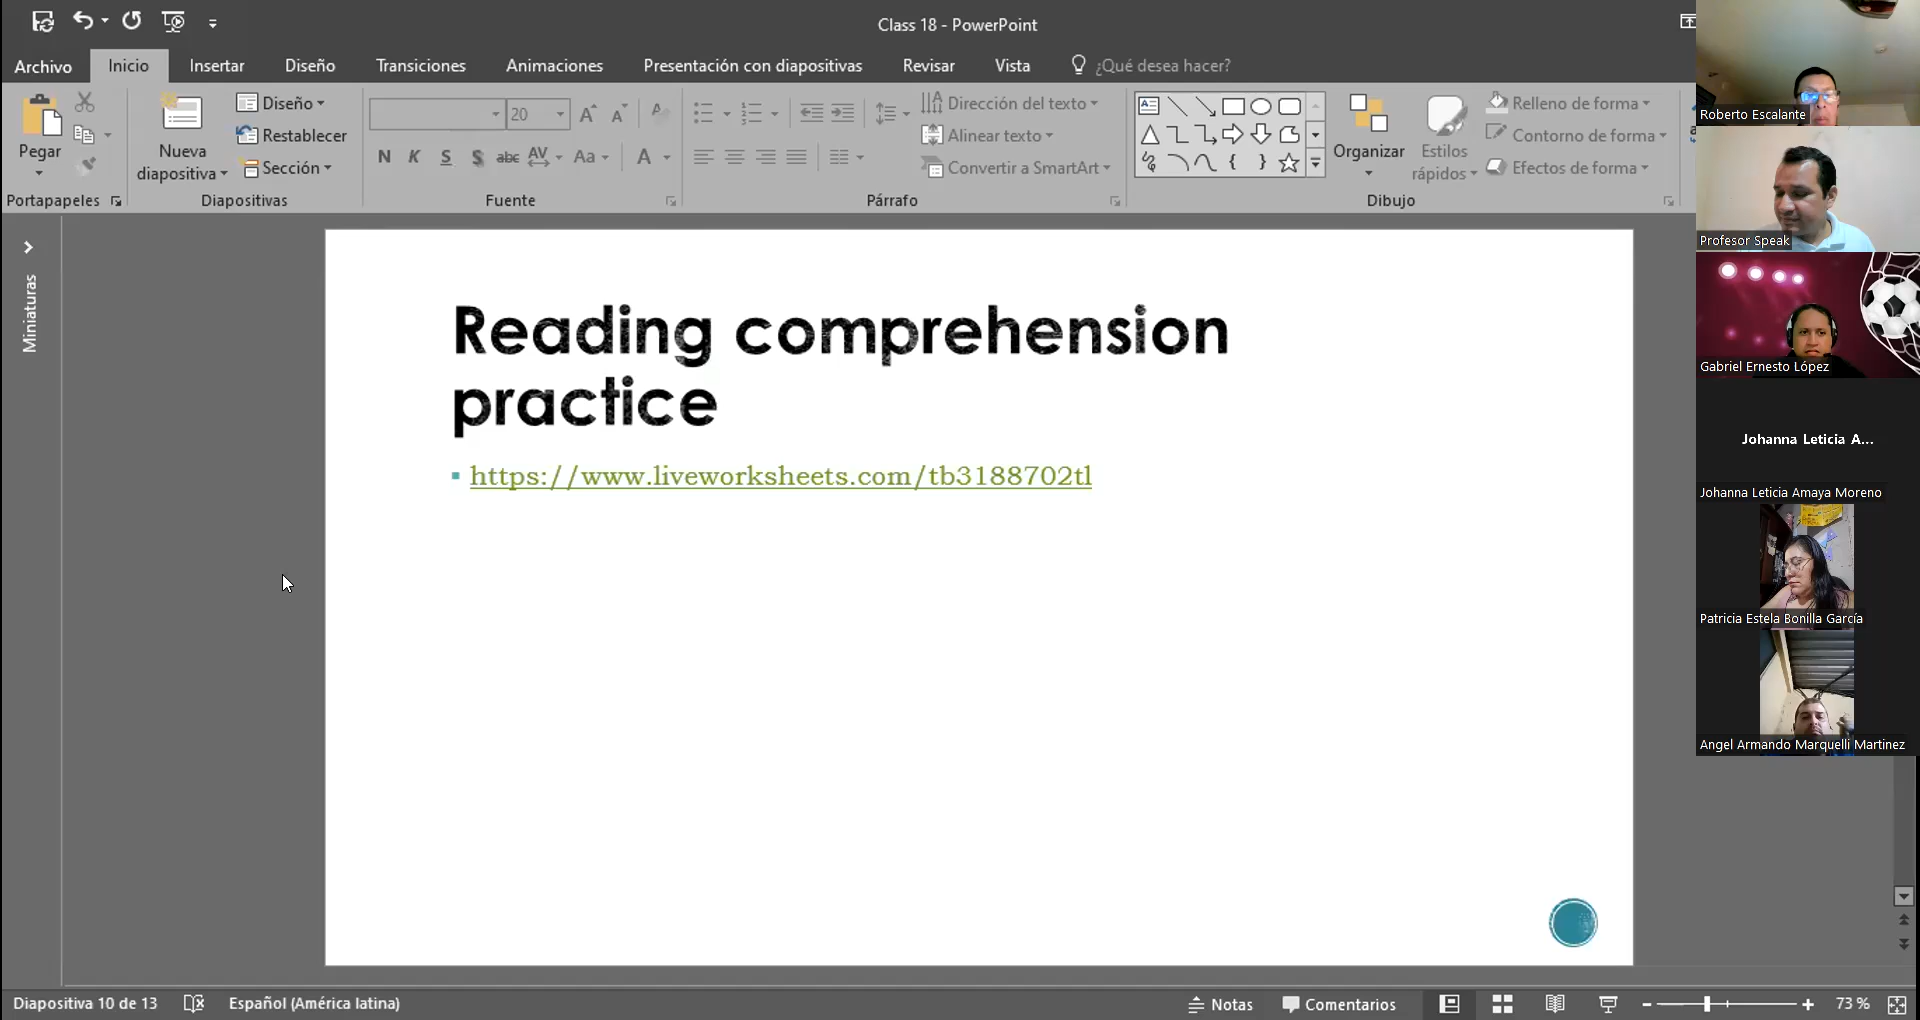 Class 18 - PowerPoint
Archivo Inicio Insertar Diseño Transiciones Animaciones Presentación con diapositivas Revisar Vista ¿Qué desea hacer?
Pegar
Portapapeles
Nueva
diapositiva
Diseño
Restablecer
Sección
Diapositivas
20
N K S S abc AV Aa A
Fuente
Dirección del texto
Alinear texto
Convertir a SmartArt
Párrafo
Organizar
Estilos
rápidos
Relleno de forma
Contorno de forma
Efectos de forma
Dibujo
Miniaturas
Reading comprehension
practice
https://www.liveworksheets.com/tb3188702tl
Roberto Escalante
Profesor Speak
Gabriel Ernesto López
Johanna Leticia A...
Johanna Leticia Amaya Moreno
Patricia Estela Bonilla García
Angel Armando Marquelli Martinez
Diapositiva 10 de 13 Español (América latina) Notas Comentarios 73 %